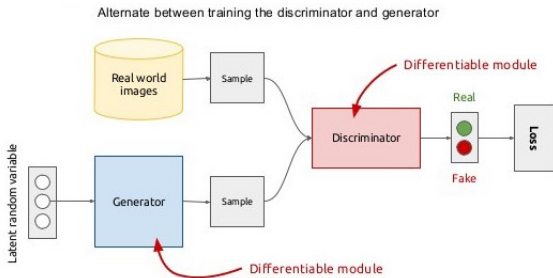 Alternate between training the discriminator and generator
Real world
images
Sample
Differentiable module
Real
Discriminator
Loss
Fake
Latent random variable
Generator
Sample
Differentiable module